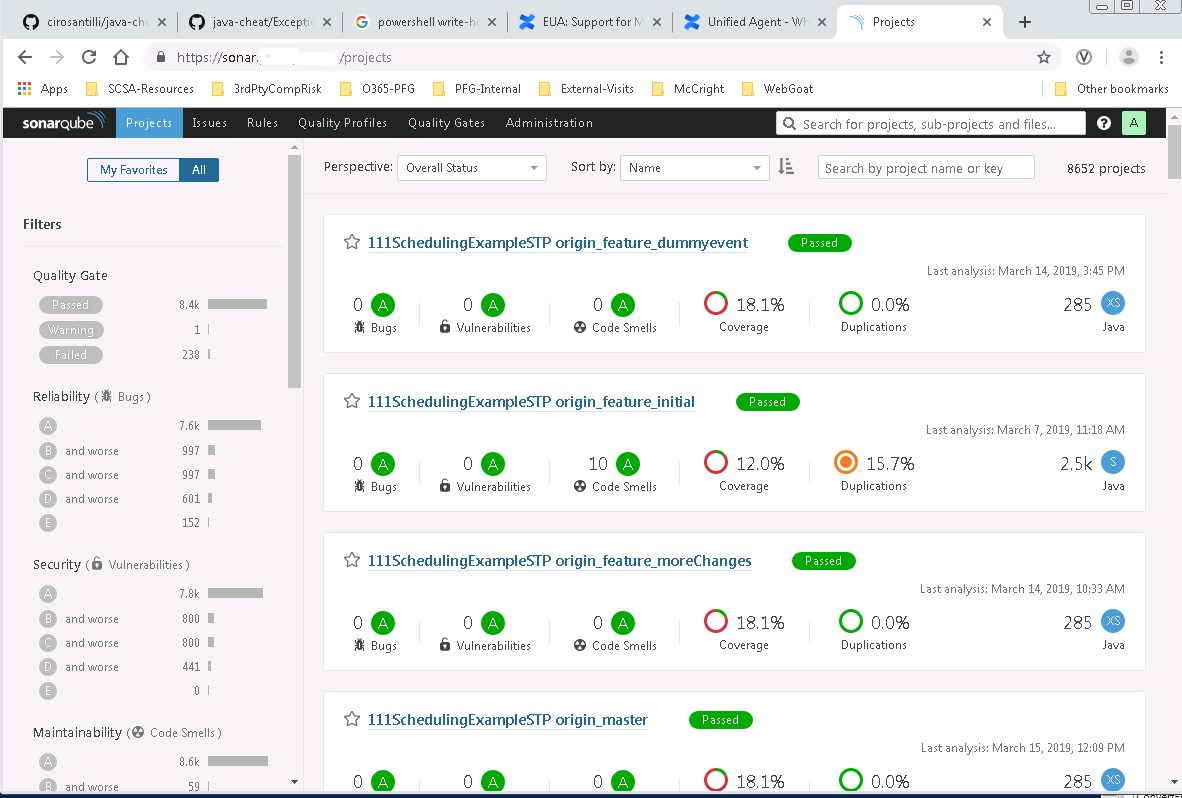 cirosantilli/java-che
java-cheat/Exceptic
powershell write-h
EUA: Support for M
Unified Agent - Wh
Projects
https://sonar. /projects
Apps SCSA-Resources 3rdPtyCompRisk O365-PFG PFG-Internal External-Visits McCright WebGoat Other bookmarks
sonarqube Projects Issues Rules Quality Profiles Quality Gates Administration Search for projects, sub-projects and files... ? A
My Favorites All
Perspective: Overall Status Sort by: Name Search by project name or key 8652 projects
Filters
Quality Gate
Passed 8.4k
Warning 1
Failed 238
Reliability ( Bugs )
A 7.6k
B and worse 997
C and worse 997
D and worse 601
E 152
Security ( Vulnerabilities )
A 7.8k
B and worse 800
C and worse 800
D and worse 441
E 0
Maintainability ( Code Smells )
A 8.6k
B and worse 59
111SchedulingExampleSTP origin_feature_dummyevent Passed
Last analysis: March 14, 2019, 3:45 PM
0 A 0 A 0 A 18.1% 0.0% 285 XS
Bugs Vulnerabilities Code Smells Coverage Duplications Java
111SchedulingExampleSTP origin_feature_initial Passed
Last analysis: March 7, 2019, 11:18 AM
0 A 0 A 10 A 12.0% 15.7% 2.5k S
Bugs Vulnerabilities Code Smells Coverage Duplications Java
111SchedulingExampleSTP origin_feature_moreChanges Passed
Last analysis: March 14, 2019, 10:33 AM
0 A 0 A 0 A 18.1% 0.0% 285 XS
Bugs Vulnerabilities Code Smells Coverage Duplications Java
111SchedulingExampleSTP origin_master Passed
Last analysis: March 15, 2019, 12:09 PM
0 A 0 A 0 A 18.1% 0.0% 285 XS